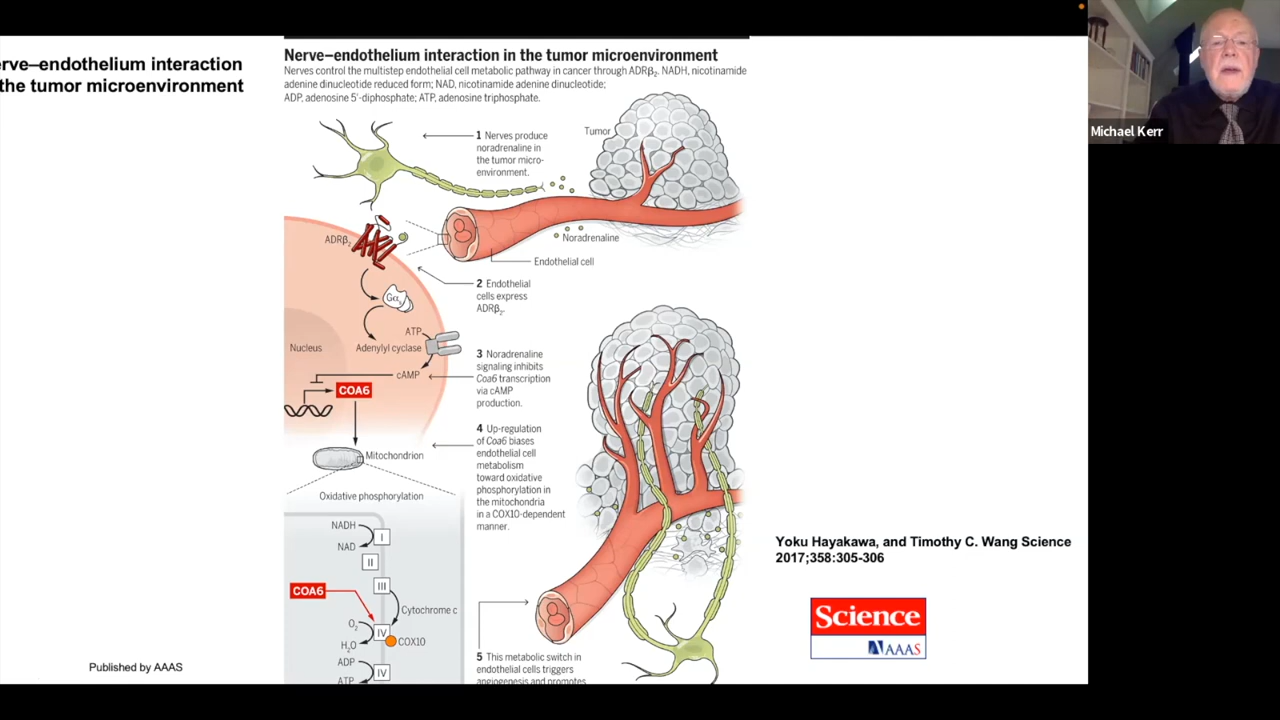 rve–endothelium interaction
the tumor microenvironment
Nerve–endothelium interaction in the tumor microenvironment
Nerves control the multistep endothelial cell metabolic pathway in cancer through ADRβ₂. NADH, nicotinamide
adenine dinucleotide reduced form; NAD, nicotinamide adenine dinucleotide;
ADP, adenosine 5'-diphosphate; ATP, adenosine triphosphate.
1 Nerves produce
noradrenaline in
the tumor micro-
environment.
Tumor
Noradrenaline
Endothelial cell
ADRβ₂
2 Endothelial
cells express
ADRβ₂.
Gαₛ
ATP
Adenylyl cyclase
Nucleus
cAMP
COA6
3 Noradrenaline
signaling inhibits
Coa6 transcription
via cAMP
production.
4 Up-regulation
of Coa6 biases
endothelial cell
metabolism
toward oxidative
phosphorylation in
the mitochondria
in a COX10-dependent
manner.
Mitochondrion
Oxidative phosphorylation
NADH
I
NAD
II
III
COA6
Cytochrome c
O₂
IV
H₂O
COX10
ADP
IV
ATP
5 This metabolic switch in
endothelial cells triggers
angiogenesis and promotes
Yoku Hayakawa, and Timothy C. Wang Science
2017;358:305-306
Science
AAAS
Published by AAAS
Michael Kerr